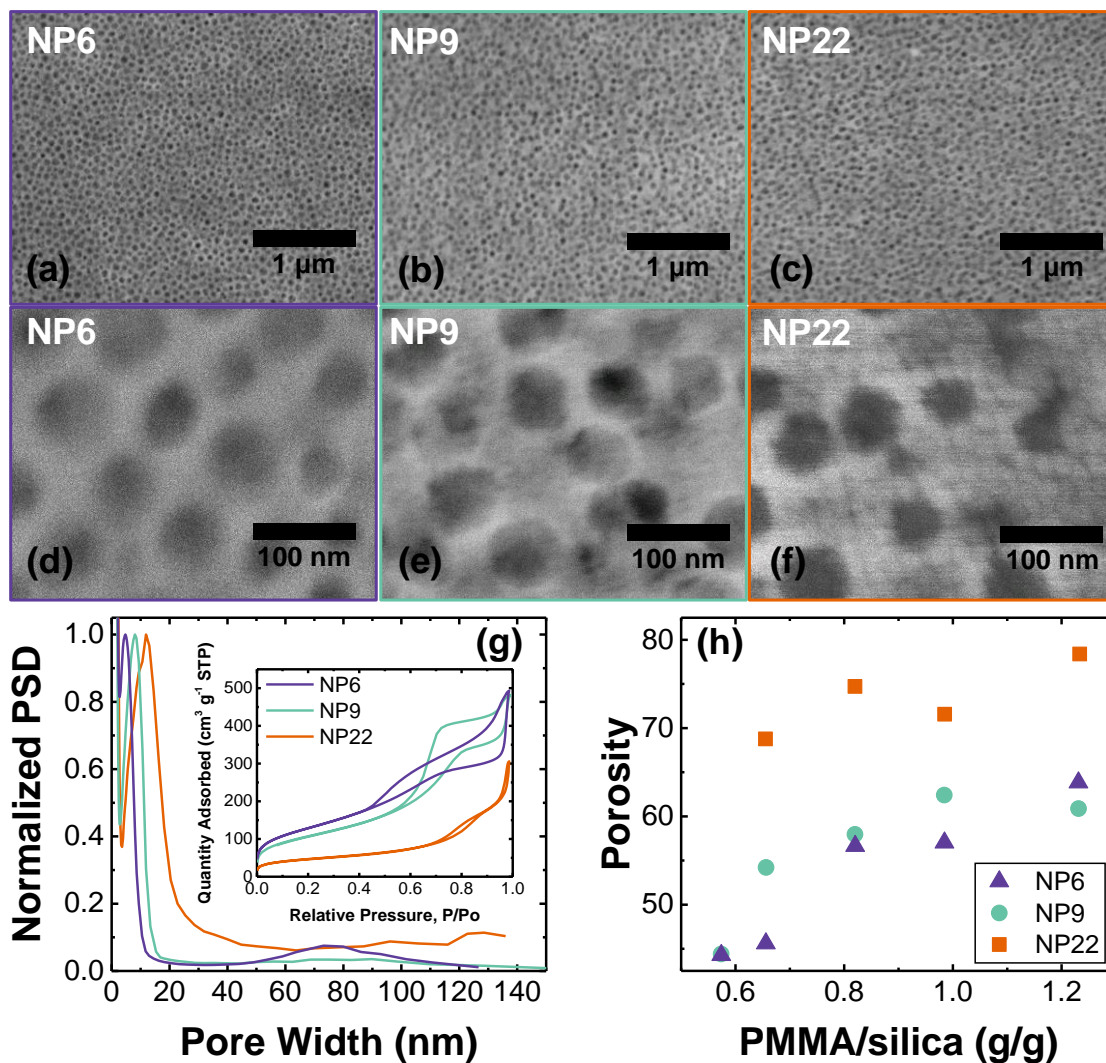 NP6
NP9
NP22
(a)
1 µm
(b)
1 µm
(c)
1 µm
NP6
NP9
NP22
(d)
100 nm
(e)
100 nm
(f)
100 nm
(g)
Normalized PSD
1.0
0.8
0.6
0.4
0.2
0.0
0 20 40 60 80 100 120 140
Pore Width (nm)
Quantity Adsorbed (cm³ g⁻¹ STP)
500
400
300
200
100
0
0.0 0.2 0.4 0.6 0.8 1.0
Relative Pressure, P/Po
NP6
NP9
NP22
(h)
Porosity
80
70
60
50
0.6 0.8 1.0 1.2
PMMA/silica (g/g)
NP6
NP9
NP22